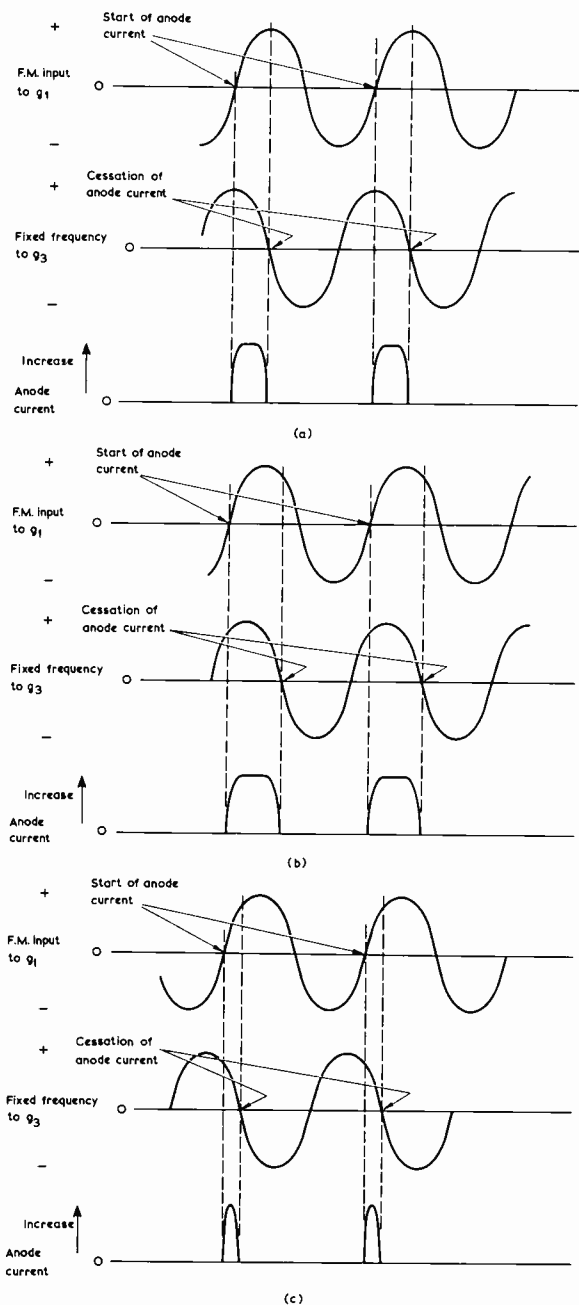 +
Start of anode
current
F.M. input
to g1
O
−
+
Cessation of
anode current
Fixed frequency
to g3
O
−
Increase
Anode
current
O
(a)
+
Start of anode
current
F.M. input
to g1
O
−
+
Cessation of
anode current
Fixed frequency
to g3
O
−
Increase
Anode
current
O
(b)
+
Start of anode
current
F.M. input
to g1
O
−
+
Cessation of
anode current
Fixed frequency
to g3
O
−
Increase
Anode
current
O
(c)